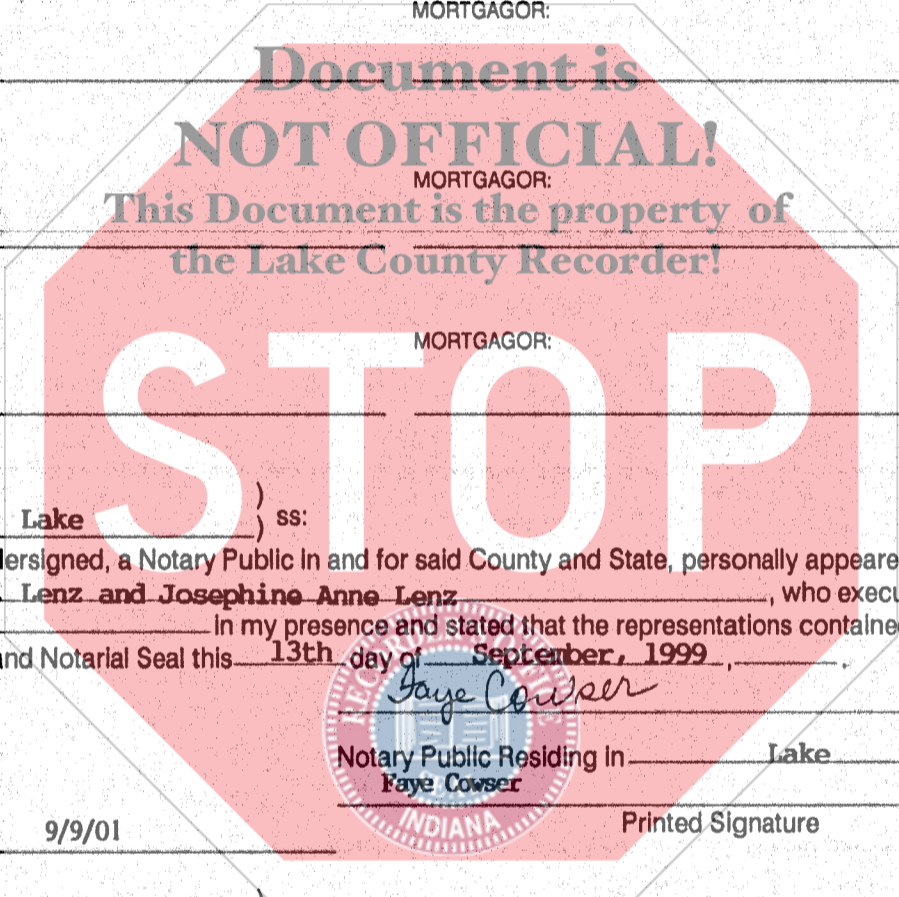 MORTGAGOR:
Document is
NOT OFFICIAL!
MORTGAGOR:
This Document is the property of
the Lake County Recorder!
MORTGAGOR:
STOP
Lake ) ) ss:
ersigned, a Notary Public in and for said County and State, personally appeare
Lenz and Josephine Anne Lenz, who execu
in my presence and stated that the representations containe
nd Notarial Seal this 13th day of September, 1999, .
Faye Cowser
Notary Public Residing in Lake
Faye Cowser
INDIANA
9/9/01 Printed Signature